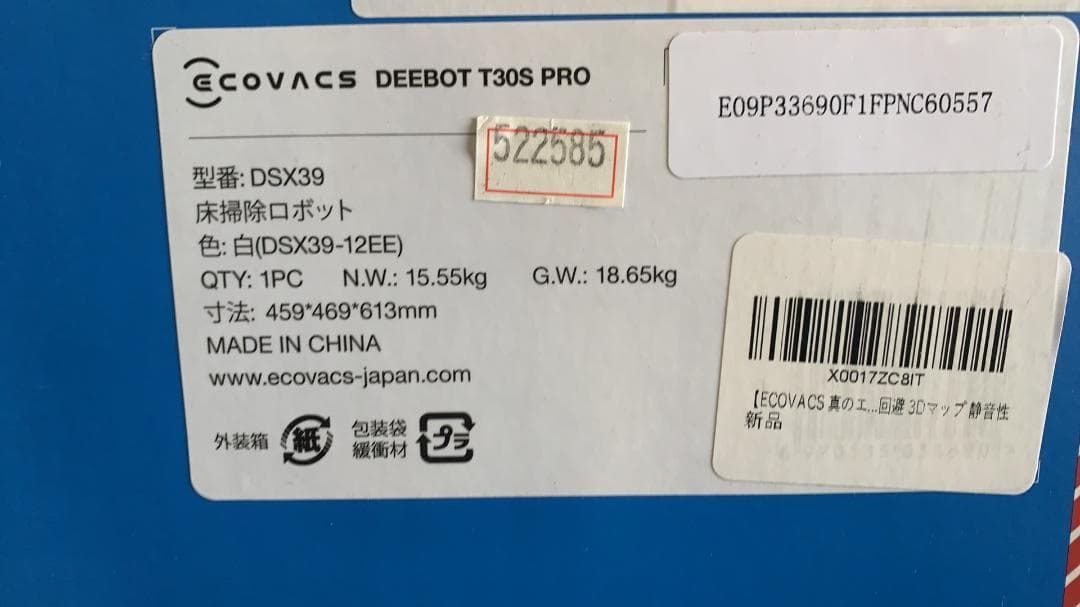 ECOVACS DEEBOT T30S PRO
E09P33690F1FPNC60557
522585
型番: DSX39
床掃除ロボット
色: 白(DSX39-12EE)
QTY: 1PC N.W.: 15.55kg G.W.: 18.65kg
寸法: 459*469*613mm
MADE IN CHINA
www.ecovacs-japan.com
外装箱 紙 包装袋 緩衝材 プラ
X0017ZC8IT
【ECOVACS 真のエ...回避 3Dマップ 静音性
新品